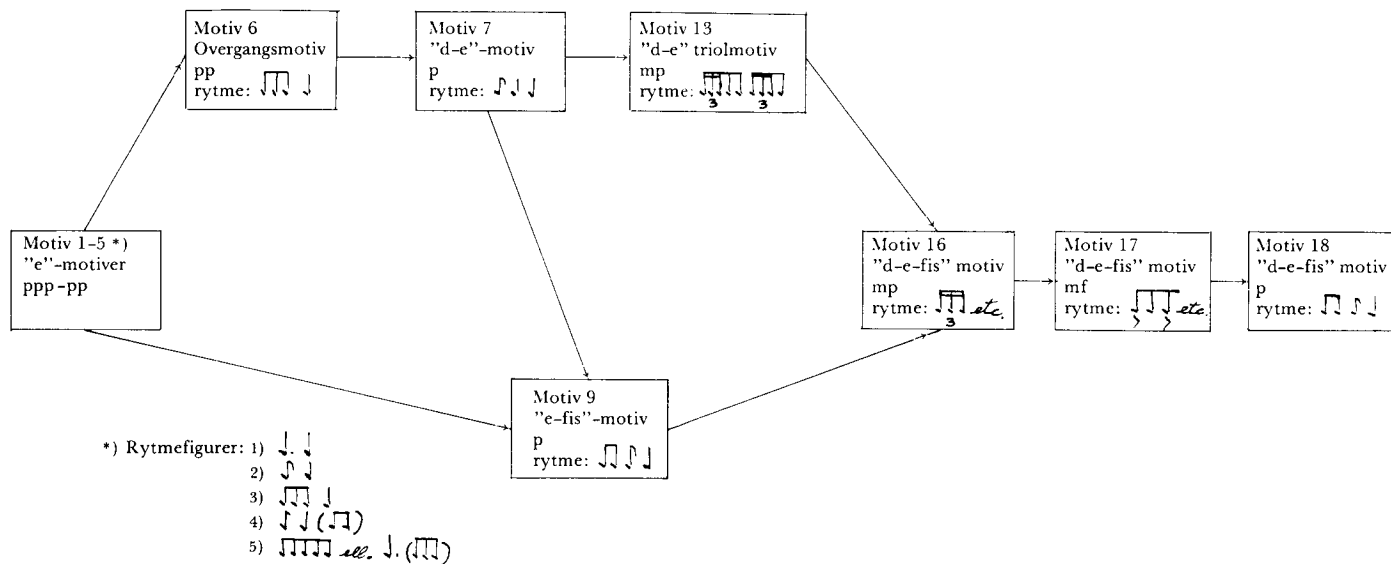 Motiv 6
Overgangsmotiv
pp
rytme:
Motiv 7
"d-e"-motiv
p
rytme:
Motiv 13
"d-e" triolmotiv
mp
rytme:
3 3
Motiv 1-5 *)
"e"-motiver
ppp-pp
Motiv 16
"d-e-fis" motiv
mp
rytme: etc.
3
Motiv 17
"d-e-fis" motiv
mf
rytme: etc.
Motiv 18
"d-e-fis" motiv
p
rytme:
Motiv 9
"e-fis"-motiv
p
rytme:
*) Rytmefigurer: 1)
2)
3)
4) ( )
5) ell. ( )